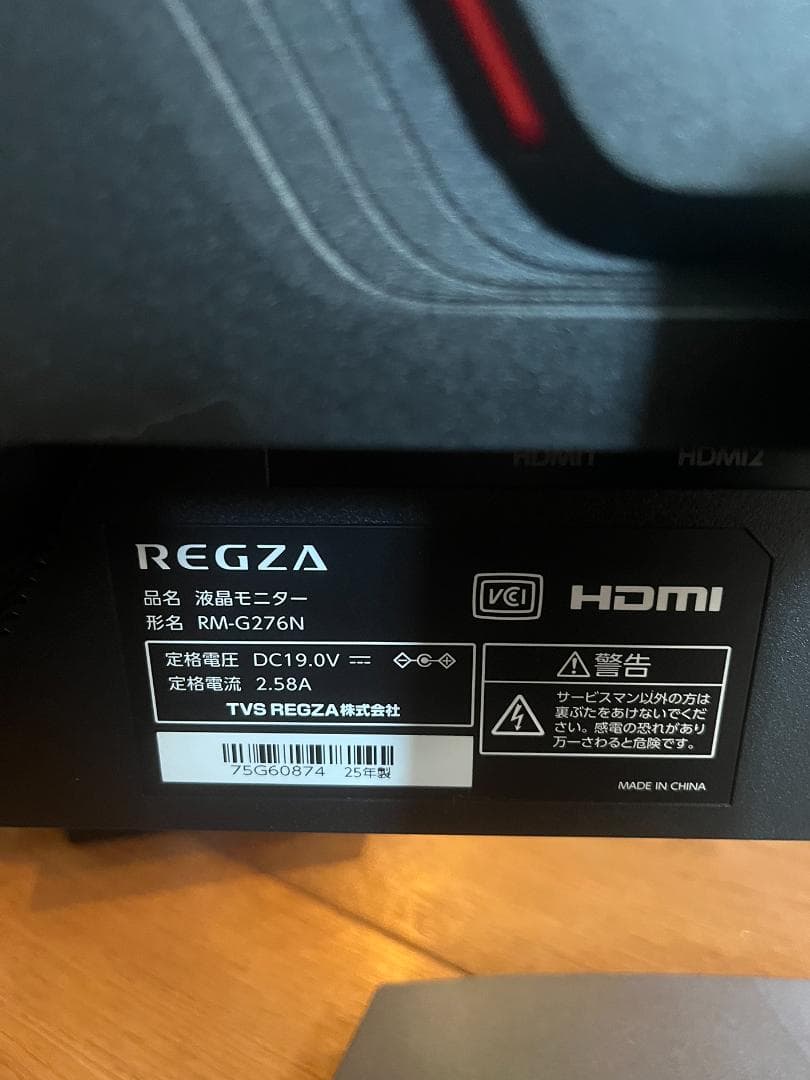 HDMI1 HDMI2
REGZA
品名 液晶モニター
形名 RM-G276N
VCCI HDMI
定格電圧 DC19.0V
定格電流 2.58A
TVS REGZA株式会社
75G60874 25年製
警告
サービスマン以外の方は
裏ぶたをあけないでくだ
さい。感電の恐れがあり
万一さわると危険です。
MADE IN CHINA